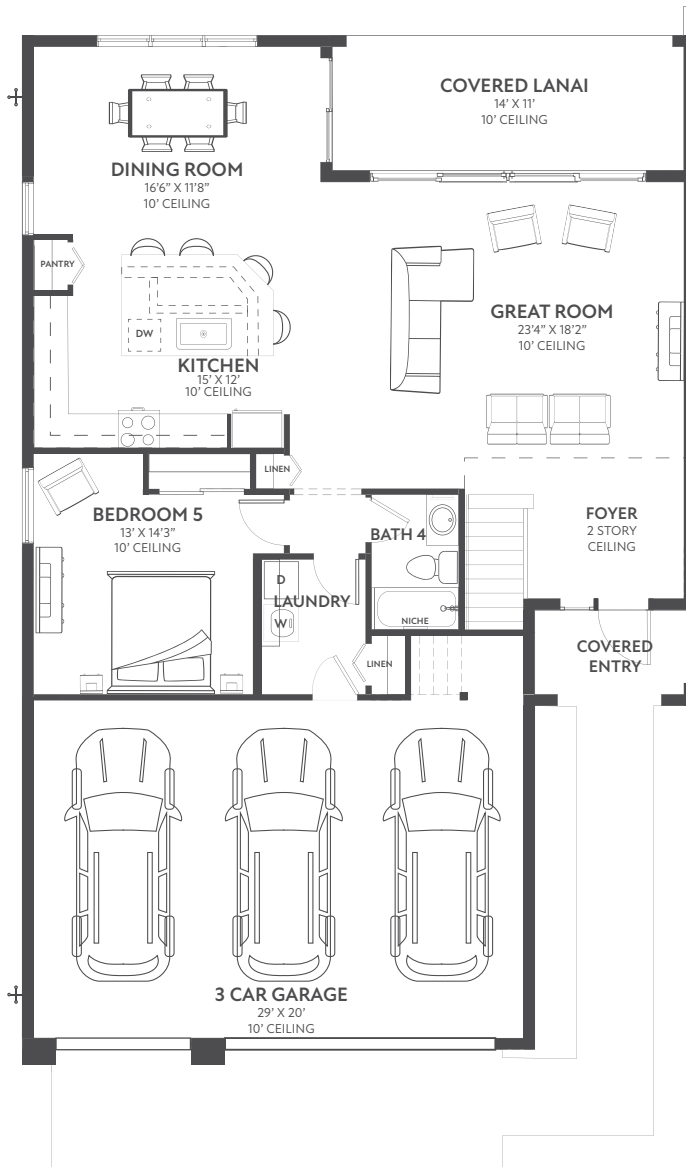 COVERED LANAI
14' X 11'
10' CEILING
DINING ROOM
16'6" X 11'8"
10' CEILING
PANTRY
GREAT ROOM
23'4" X 18'2"
10' CEILING
DW
KITCHEN
15' X 12'
10' CEILING
LINEN
BEDROOM 5
13' X 14'3"
10' CEILING
BATH 4
FOYER
2 STORY
CEILING
D
LAUNDRY
W
NICHE
LINEN
COVERED
ENTRY
3 CAR GARAGE
29' X 20'
10' CEILING